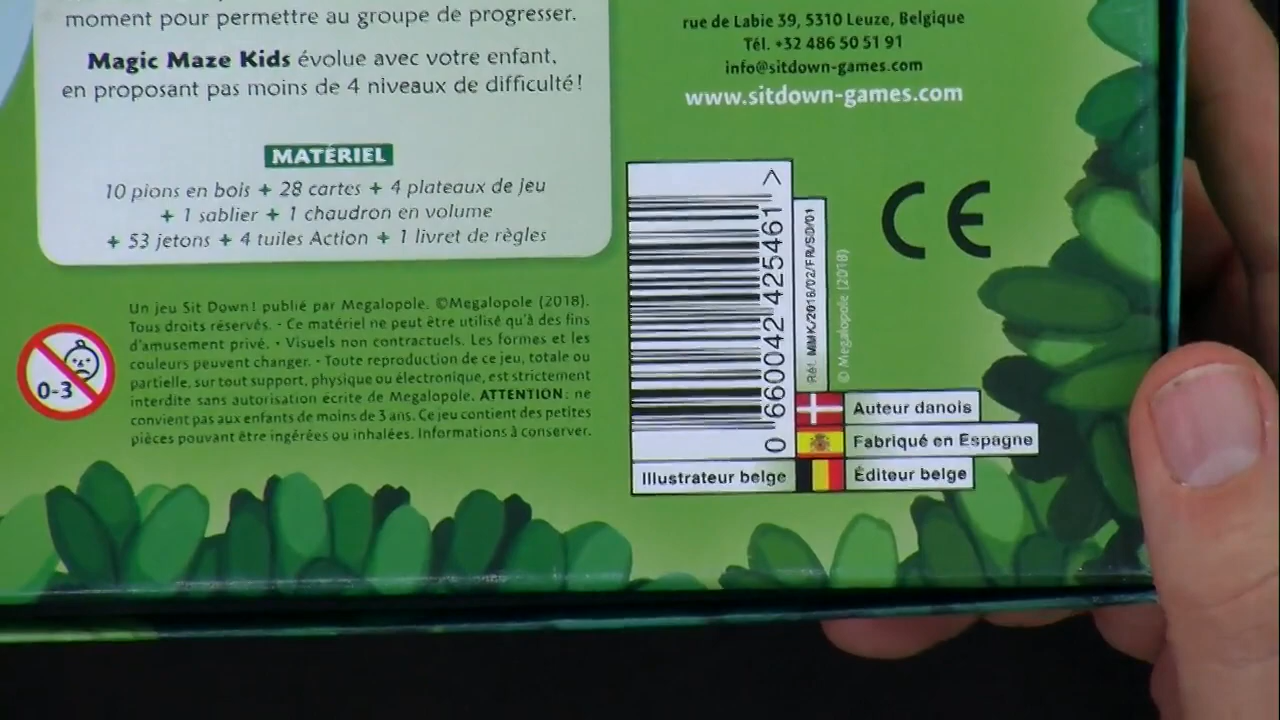 moment pour permettre au groupe de progresser.
Magic Maze Kids évolue avec votre enfant,
en proposant pas moins de 4 niveaux de difficulté !
MATÉRIEL
10 pions en bois + 28 cartes + 4 plateaux de jeu
+ 1 sablier + 1 chaudron en volume
+ 53 jetons + 4 tuiles Action + 1 livret de règles
Un jeu Sit Down! publié par Megalopole. ©Megalopole (2018).
Tous droits réservés. • Ce matériel ne peut être utilisé qu'à des fins
d'amusement privé. • Visuels non contractuels. Les formes et les
couleurs peuvent changer. • Toute reproduction de ce jeu, totale ou
partielle, sur tout support, physique ou électronique, est strictement
interdite sans autorisation écrite de Megalopole. ATTENTION : ne
convient pas aux enfants de moins de 3 ans. Ce jeu contient des petites
pièces pouvant être ingérées ou inhalées. Informations à conserver.
0-3
rue de Labie 39, 5310 Leuze, Belgique
Tél. +32 486 50 51 91
info@sitdown-games.com
www.sitdown-games.com
0 660042 425461 >
Réf.: MMK/2018/02/FR/SD/01
© Megalopole (2018)
CE
Auteur danois
Fabriqué en Espagne
Illustrateur belge
Éditeur belge